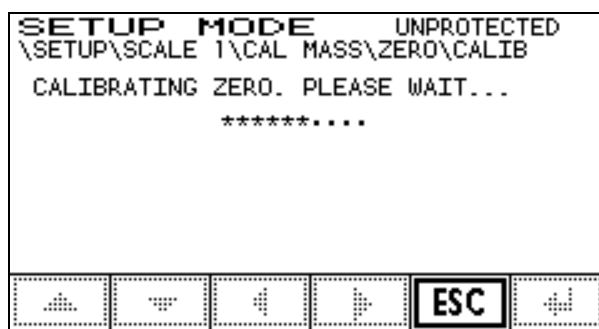 SETUP MODE UNPROTECTED
\SETUP\SCALE 1\CAL MASS\ZERO\CALIB
CALIBRATING ZERO. PLEASE WAIT...
******....
ESC